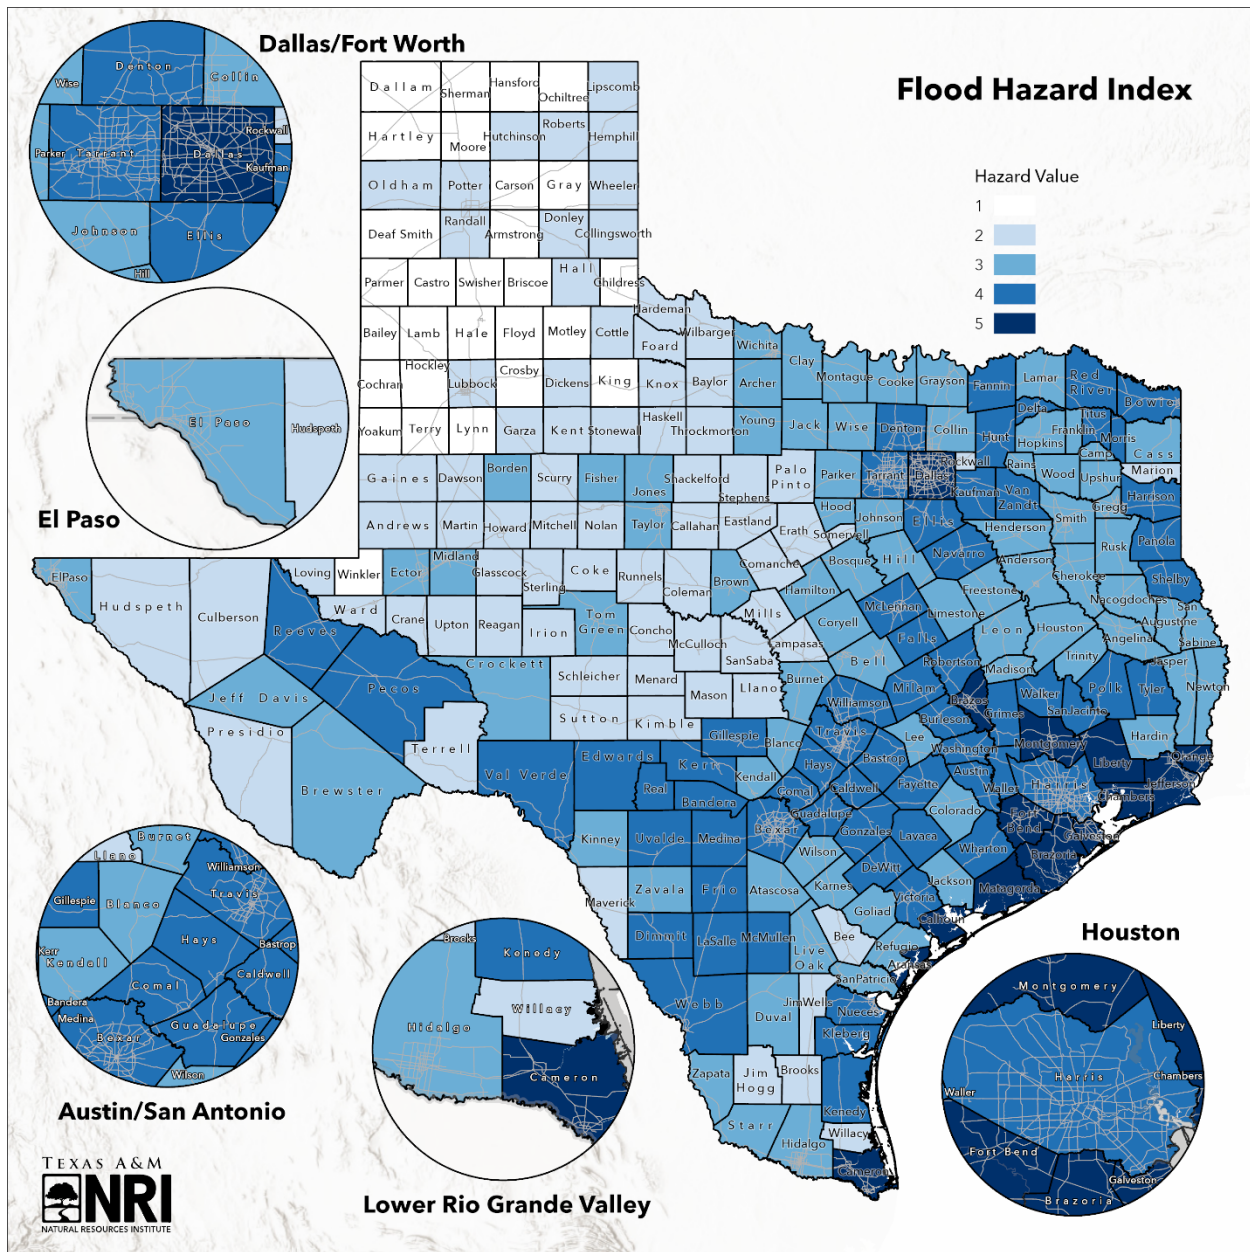 Dallas/Fort Worth
Flood Hazard Index
Hazard Value
1
2
3
4
5
Denton
Collin
Wise
Rockwall
Parker
Tarrant
Dallas
Kaufman
Johnson
Ellis
Hill
El Paso
Hudspeth
El Paso
Dallam
Sherman
Hansford
Ochiltree
Lipscomb
Hartley
Moore
Hutchinson
Roberts
Hemphill
Oldham
Potter
Carson
Gray
Wheeler
Deaf Smith
Randall
Armstrong
Donley
Collingsworth
Parmer
Castro
Swisher
Briscoe
Hall
Childress
Hardeman
Bailey
Lamb
Hale
Floyd
Motley
Cottle
Foard
Wilbarger
Wichita
Clay
Montague
Cooke
Grayson
Fannin
Lamar
Red
River
Bowie
Cochran
Hockley
Lubbock
Crosby
Dickens
King
Knox
Baylor
Archer
Delta
Titus
Franklin
Morris
Hopkins
Camp
Cass
Yoakum
Terry
Lynn
Garza
Kent
Stonewall
Haskell
Throckmorton
Young
Jack
Wise
Denton
Collin
Hunt
Rockwall
Rains
Wood
Upshur
Marion
Gaines
Dawson
Borden
Scurry
Fisher
Jones
Shackelford
Stephens
Palo
Pinto
Parker
Tarrant
Dallas
Kaufman
Van
Zandt
Harrison
Gregg
Smith
Andrews
Martin
Howard
Mitchell
Nolan
Taylor
Callahan
Eastland
Erath
Hood
Somervell
Johnson
Ellis
Henderson
Rusk
Panola
ElPaso
Hudspeth
Culberson
Loving
Winkler
Ector
Midland
Glasscock
Sterling
Coke
Runnels
Coleman
Brown
Comanche
Hamilton
Bosque
Hill
Navarro
Anderson
Cherokee
Shelby
Nacogdoches
San
Augustine
Sabine
Reeves
Ward
Crane
Upton
Reagan
Irion
Tom
Green
Concho
McCulloch
Mills
SanSaba
Lampasas
Coryell
McLennan
Limestone
Freestone
Falls
Leon
Houston
Angelina
Trinity
Jeff Davis
Pecos
Crockett
Schleicher
Menard
Mason
Llano
Burnet
Bell
Robertson
Madison
Milam
Williamson
Brazos
Walker
Polk
Tyler
Jasper
Newton
Presidio
Brewster
Terrell
Sutton
Kimble
Gillespie
Blanco
Travis
Lee
Burleson
Grimes
SanJacinto
Hardin
Val Verde
Edwards
Kerr
Kendall
Hays
Bastrop
Washington
Montgomery
Liberty
Orange
Real
Bandera
Comal
Caldwell
Fayette
Austin
Waller
Harris
Chambers
Jefferson
Kinney
Uvalde
Medina
Bexar
Guadalupe
Gonzales
Lavaca
Colorado
Fort
Bend
Galveston
Brazoria
Maverick
Zavala
Frio
Atascosa
Wilson
Karnes
DeWitt
Wharton
Jackson
Matagorda
Victoria
Goliad
Calhoun
Dimmit
LaSalle
McMullen
Live
Oak
Bee
Refugio
Aransas
SanPatricio
Webb
Duval
JimWells
Nueces
Kleberg
Zapata
Jim
Hogg
Brooks
Kenedy
Starr
Hidalgo
Willacy
Cameron
Burnet
Llano
Williamson
Gillespie
Blanco
Travis
Kerr
Kendall
Hays
Bastrop
Comal
Caldwell
Bandera
Medina
Bexar
Guadalupe
Gonzales
Wilson
Austin/San Antonio
Brooks
Kenedy
Willacy
Hidalgo
Cameron
Lower Rio Grande Valley
Houston
Montgomery
Liberty
Harris
Chambers
Waller
Fort Bend
Galveston
Brazoria
TEXAS A&M
NRI
NATURAL RESOURCES INSTITUTE